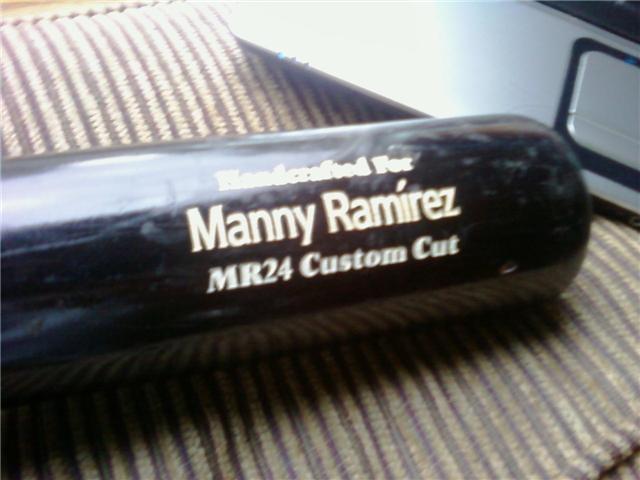 Handcrafted For
Manny Ramírez
MR24 Custom Cut